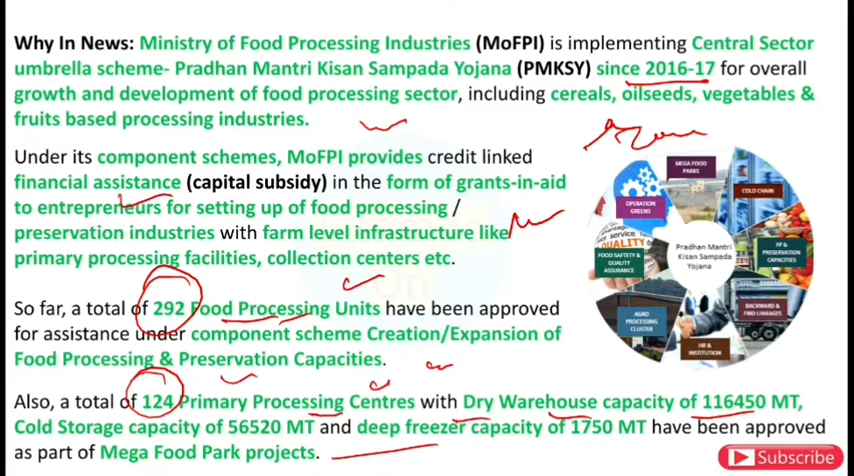 Why In News: Ministry of Food Processing Industries (MoFPI) is implementing Central Sector
umbrella scheme- Pradhan Mantri Kisan Sampada Yojana (PMKSY) since 2016-17 for overall
growth and development of food processing sector, including cereals, oilseeds, vegetables &
fruits based processing industries.
Under its component schemes, MoFPI provides credit linked
financial assistance (capital subsidy) in the form of grants-in-aid
to entrepreneurs for setting up of food processing /
preservation industries with farm level infrastructure like
primary processing facilities, collection centers etc.
So far, a total of 292 Food Processing Units have been approved
for assistance under component scheme Creation/Expansion of
Food Processing & Preservation Capacities.
Also, a total of 124 Primary Processing Centres with Dry Warehouse capacity of 116450 MT,
Cold Storage capacity of 56520 MT and deep freezer capacity of 1750 MT have been approved
as part of Mega Food Park projects.
MEGA FOOD
PARKS
COLD CHAIN
FP &
PRESERVATION
CAPACITIES
BACKWARD &
FWD LINKAGES
HR &
INSTITUTION
AGRO
PROCESSING
CLUSTER
FOOD SAFETY &
QUALITY
ASSURANCE
OPERATION
GREENS
Pradhan Mantri
Kisan Sampada
Yojana
service
QUALITY
Subscribe